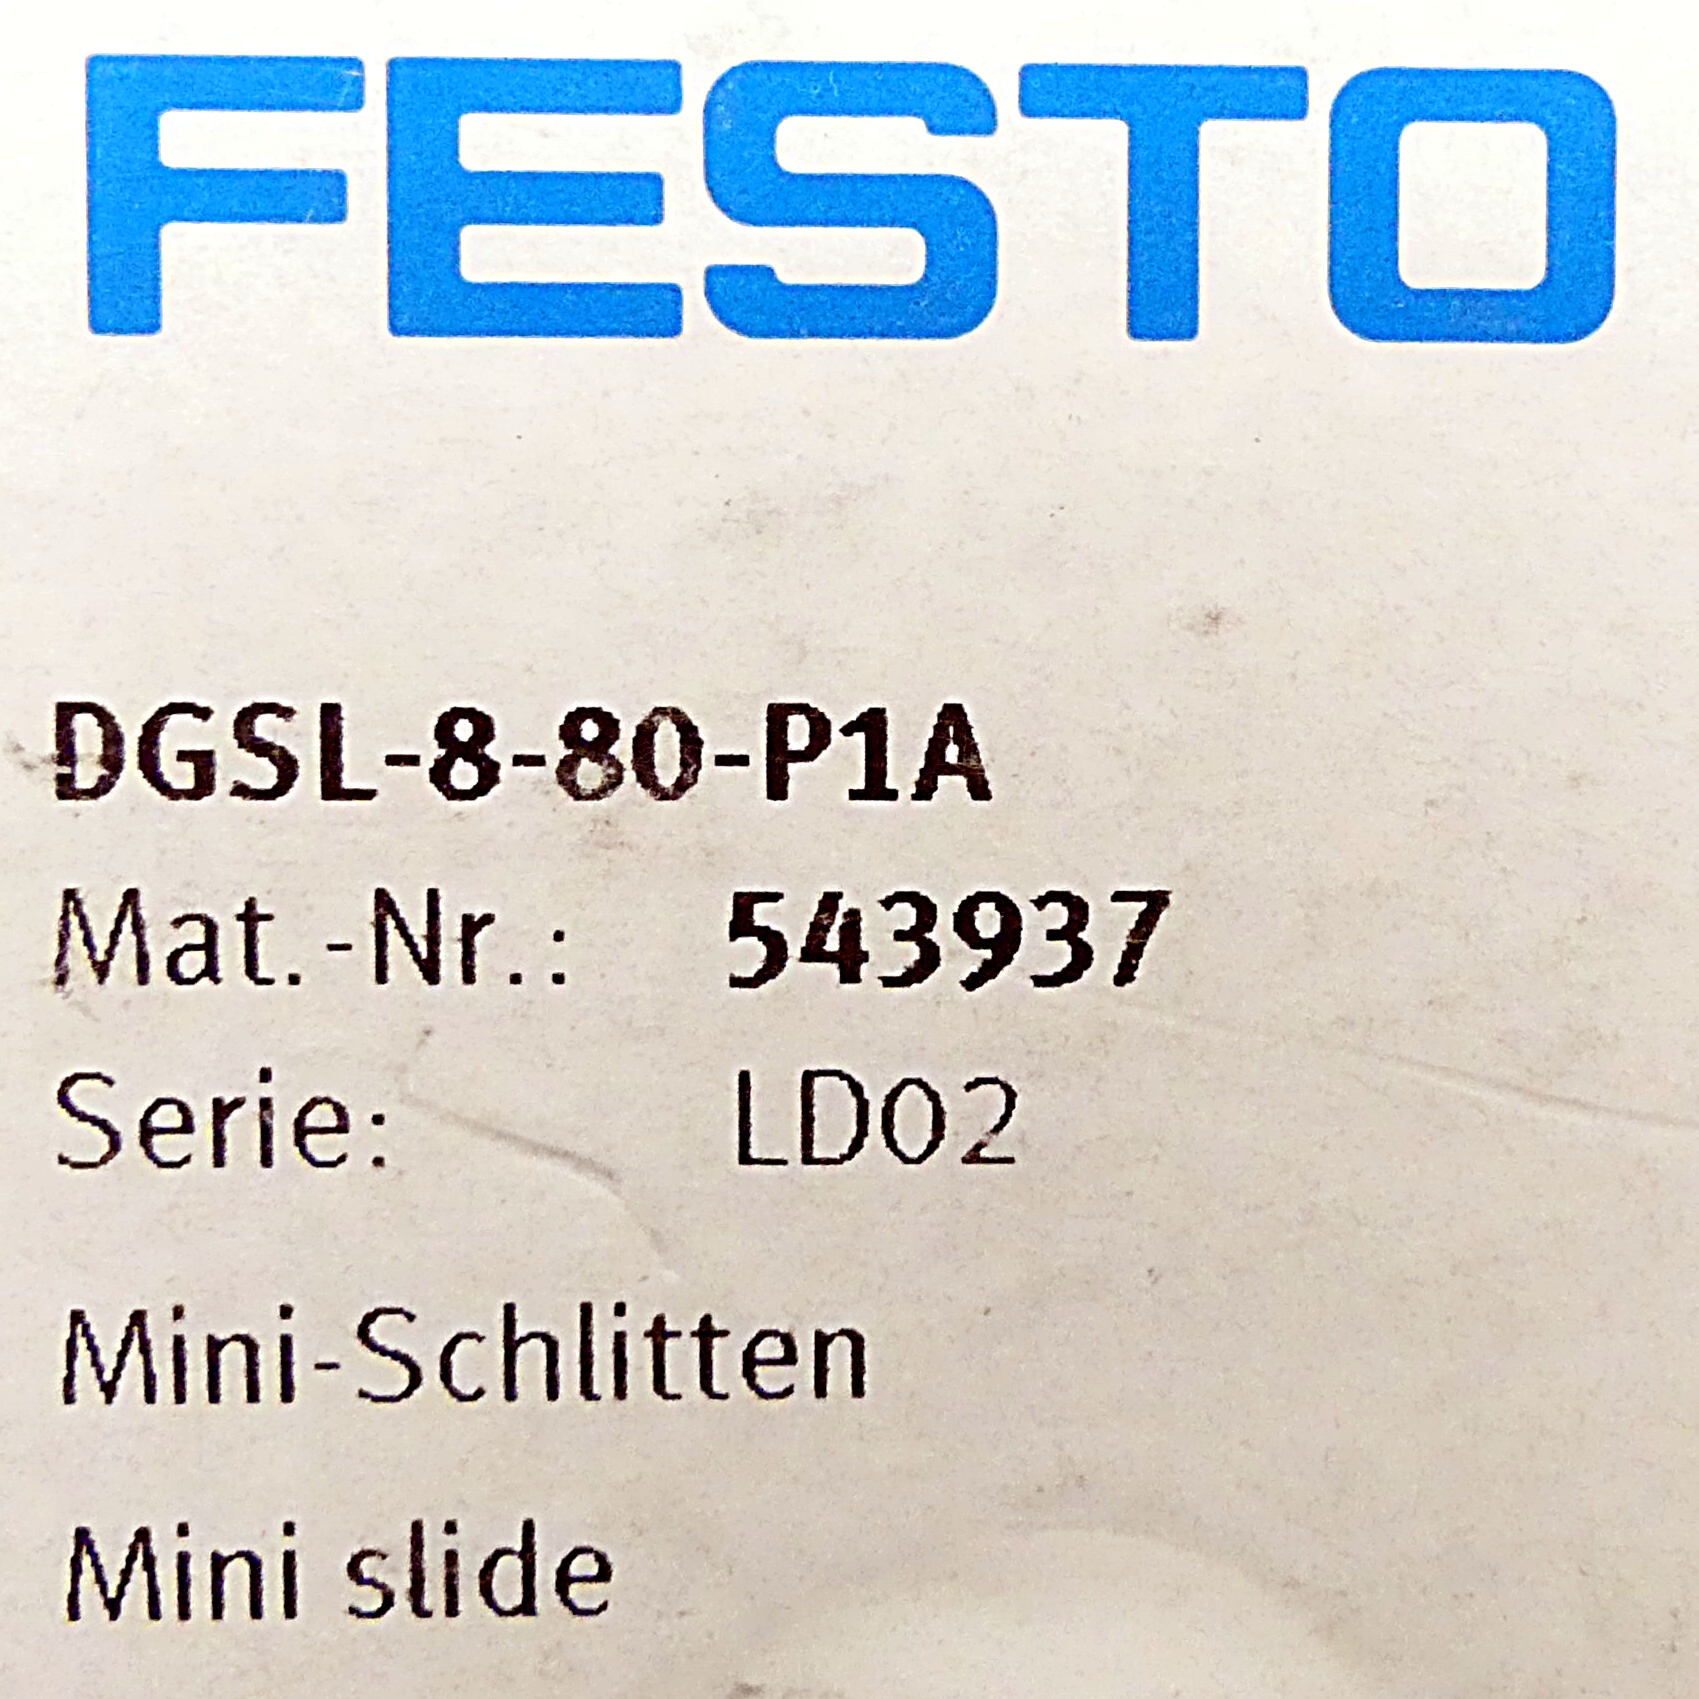 FESTO
DGSL-8-80-P1A
Mat.-Nr.: 543937
Serie: LD02
Mini-Schlitten
Mini slide